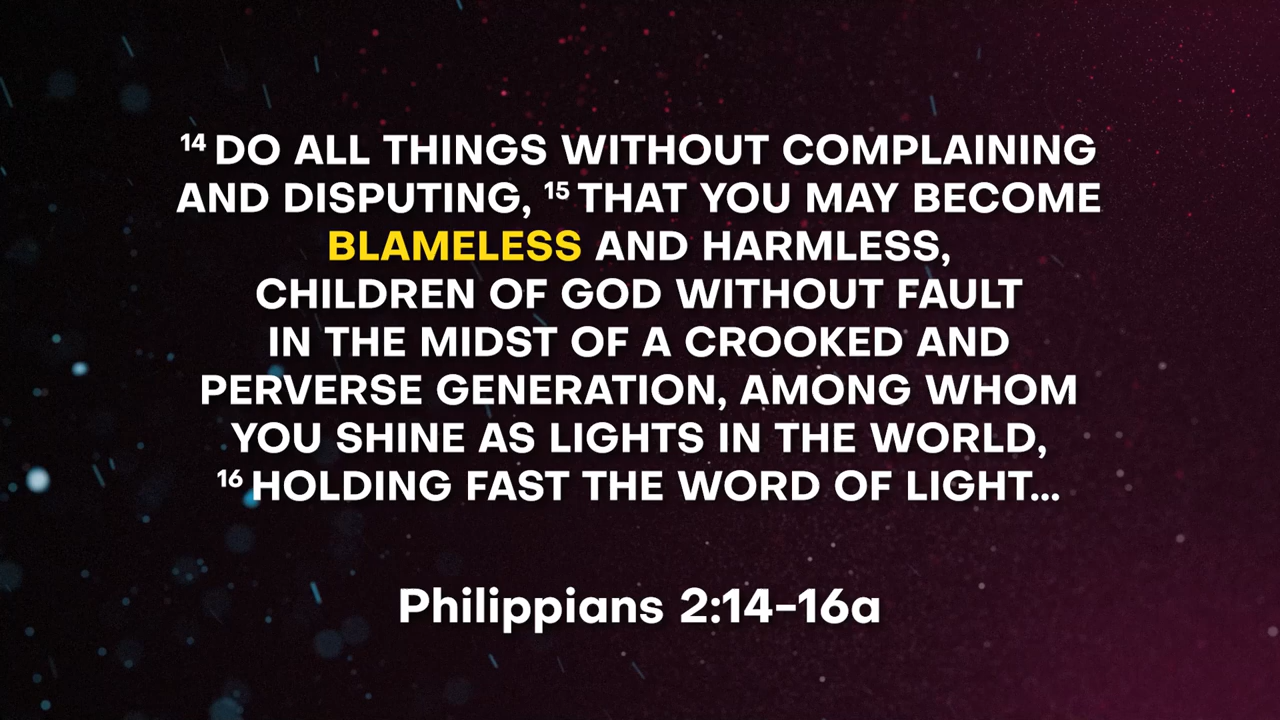 ¹⁴ DO ALL THINGS WITHOUT COMPLAINING
AND DISPUTING, ¹⁵ THAT YOU MAY BECOME
BLAMELESS AND HARMLESS,
CHILDREN OF GOD WITHOUT FAULT
IN THE MIDST OF A CROOKED AND
PERVERSE GENERATION, AMONG WHOM
YOU SHINE AS LIGHTS IN THE WORLD,
¹⁶ HOLDING FAST THE WORD OF LIGHT...
Philippians 2:14-16a